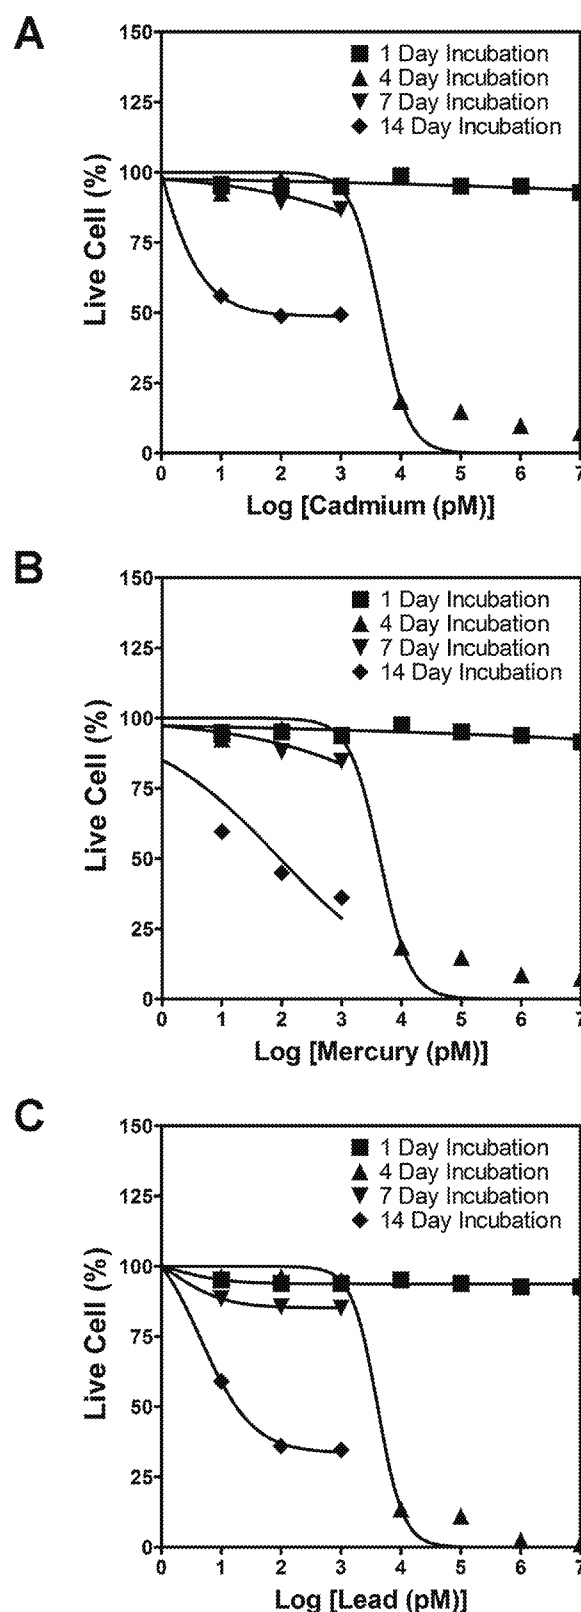 A
150
125
100
75
50
25
0
Live Cell (%)
1 Day Incubation
4 Day Incubation
7 Day Incubation
14 Day Incubation
0 1 2 3 4 5 6 7
Log [Cadmium (pM)]
B
150
125
100
75
50
25
0
Live Cell (%)
1 Day Incubation
4 Day Incubation
7 Day Incubation
14 Day Incubation
0 1 2 3 4 5 6 7
Log [Mercury (pM)]
C
150
125
100
75
50
25
0
Live Cell (%)
1 Day Incubation
4 Day Incubation
7 Day Incubation
14 Day Incubation
0 1 2 3 4 5 6 7
Log [Lead (pM)]